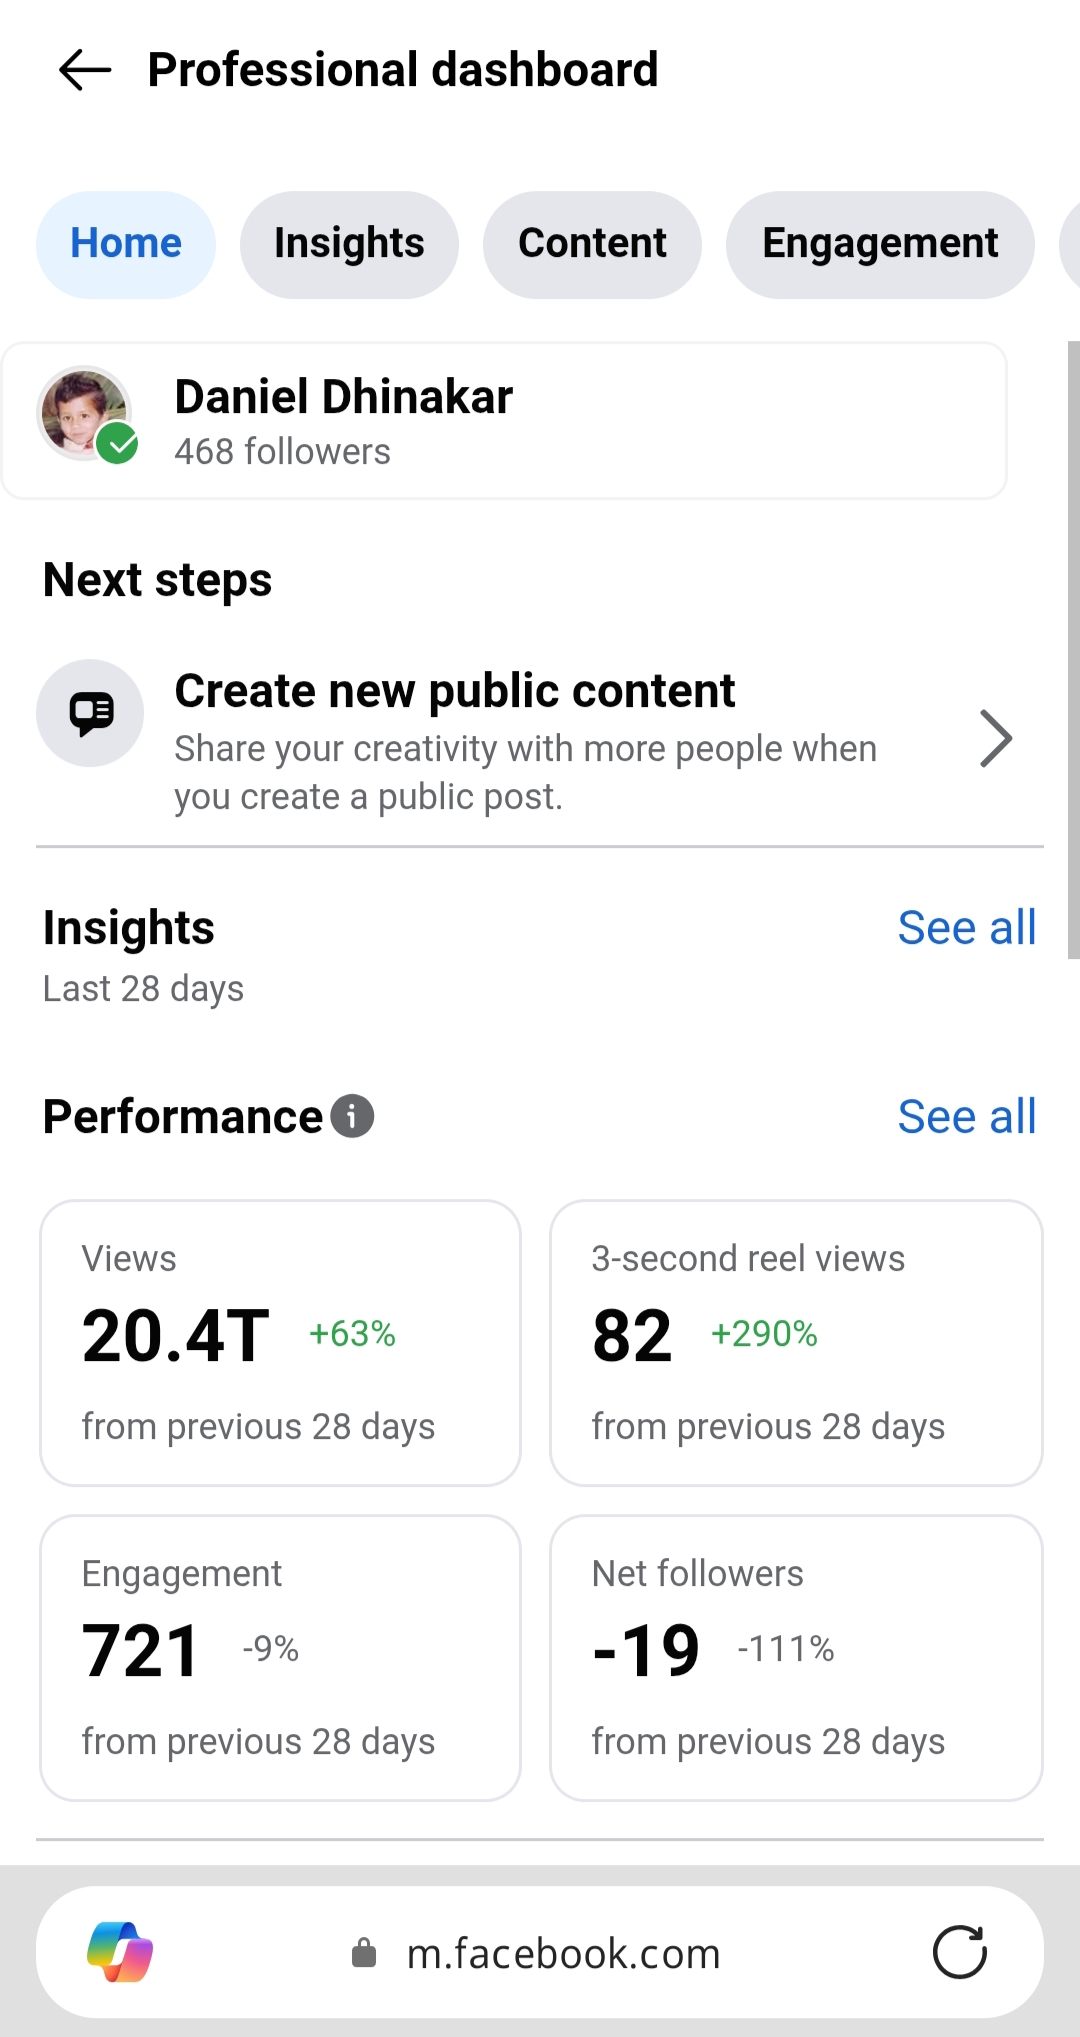 Professional dashboard
Home Insights Content Engagement
Daniel Dhinakar
468 followers
Next steps
Create new public content
Share your creativity with more people when
you create a public post.
Insights See all
Last 28 days
Performance See all
Views
20.4T +63%
from previous 28 days
3-second reel views
82 +290%
from previous 28 days
Engagement
721 -9%
from previous 28 days
Net followers
-19 -111%
from previous 28 days
m.facebook.com